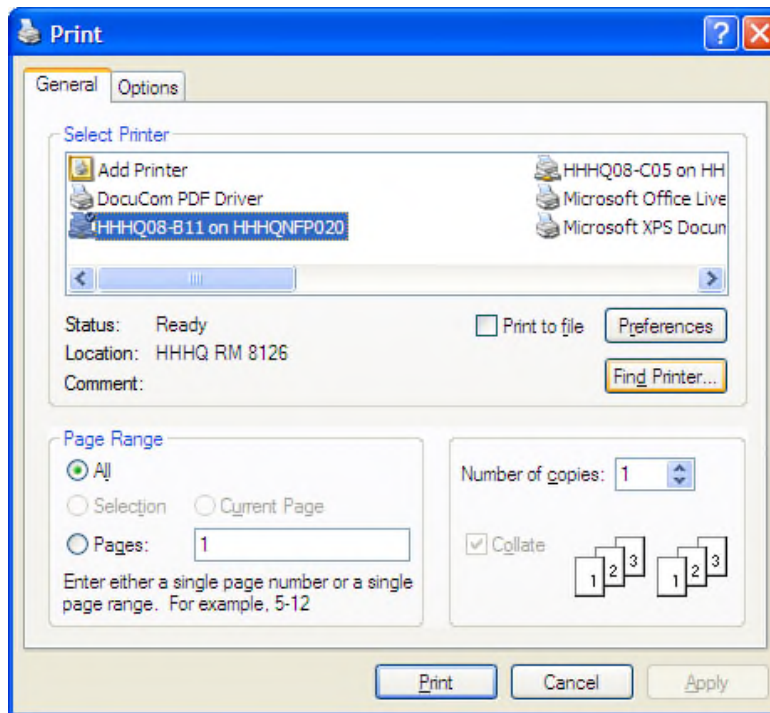 Print
General Options
Select Printer
Add Printer
DocuCom PDF Driver
HHHQ08-B11 on HHHQNFP020
HHHQ08-C05 on HH
Microsoft Office Live
Microsoft XPS Docum
Status: Ready
Location: HHHQ RM 8126
Comment:
Print to file
Preferences
Find Printer...
Page Range
All
Selection Current Page
Pages: 1
Enter either a single page number or a single
page range. For example, 5-12
Number of copies: 1
Collate
1 2 3 1 2 3
Print Cancel Apply